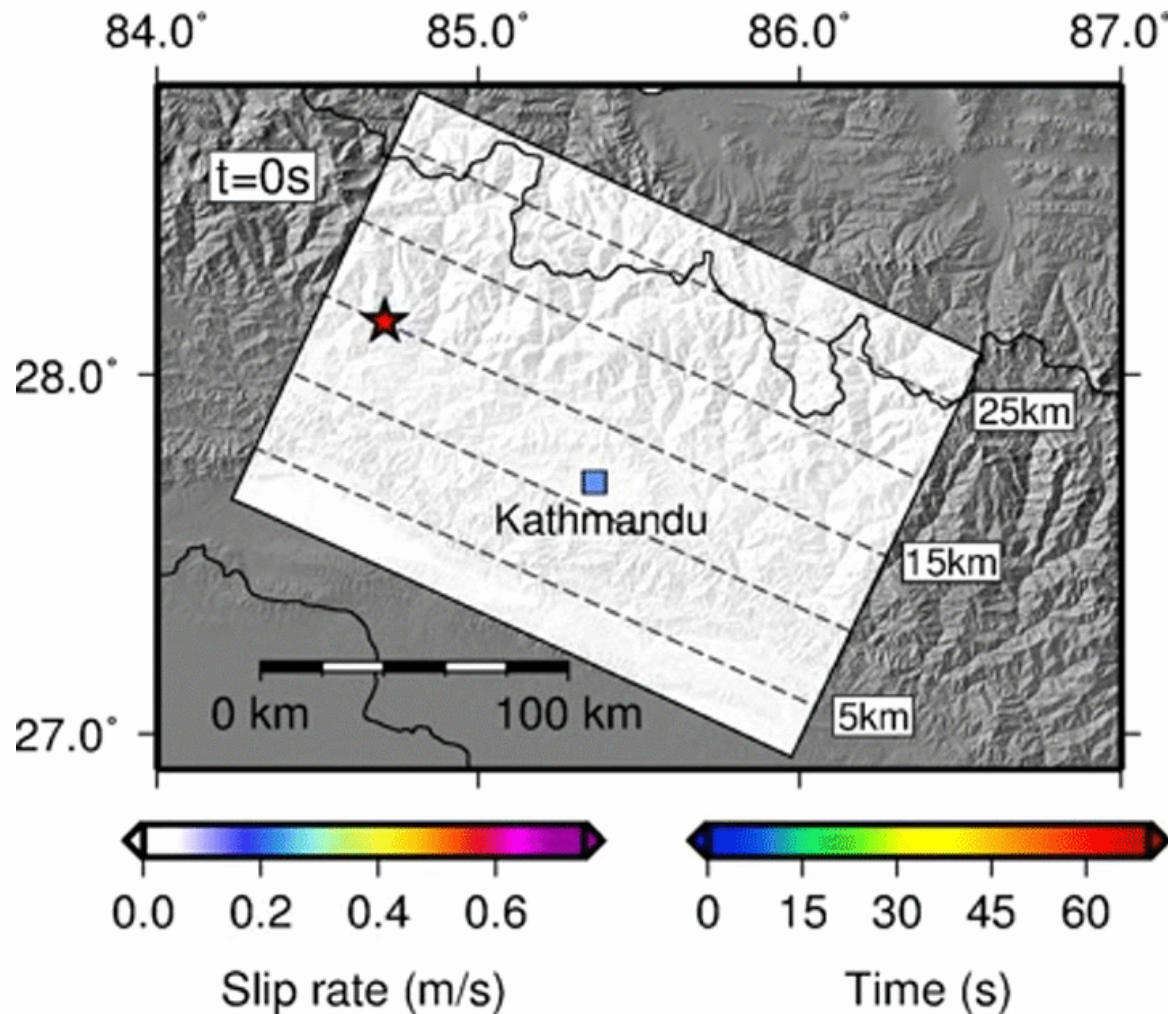 84.0° 85.0° 86.0° 87.0°
t=0s
28.0°
25km
Kathmandu
15km
0 km 100 km
5km
27.0°
0.0 0.2 0.4 0.6
0 15 30 45 60
Slip rate (m/s)
Time (s)